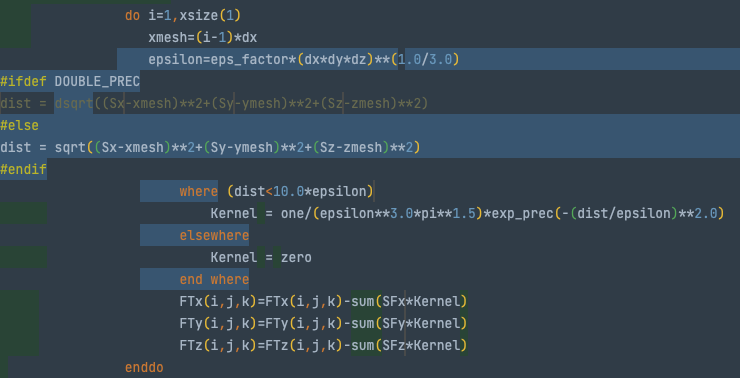 do i=1,xsize(1)
xmesh=(i-1)*dx
epsilon=eps_factor*(dx*dy*dz)**(1.0/3.0)
#ifdef DOUBLE_PREC
dist = dsqrt((Sx-xmesh)**2+(Sy-ymesh)**2+(Sz-zmesh)**2)
#else
dist = sqrt((Sx-xmesh)**2+(Sy-ymesh)**2+(Sz-zmesh)**2)
#endif
where (dist<10.0*epsilon)
Kernel = one/(epsilon**3.0*pi**1.5)*exp_prec(-(dist/epsilon)**2.0)
elsewhere
Kernel = zero
end where
FTx(i,j,k)=FTx(i,j,k)-sum(SFx*Kernel)
FTy(i,j,k)=FTy(i,j,k)-sum(SFy*Kernel)
FTz(i,j,k)=FTz(i,j,k)-sum(SFz*Kernel)
enddo